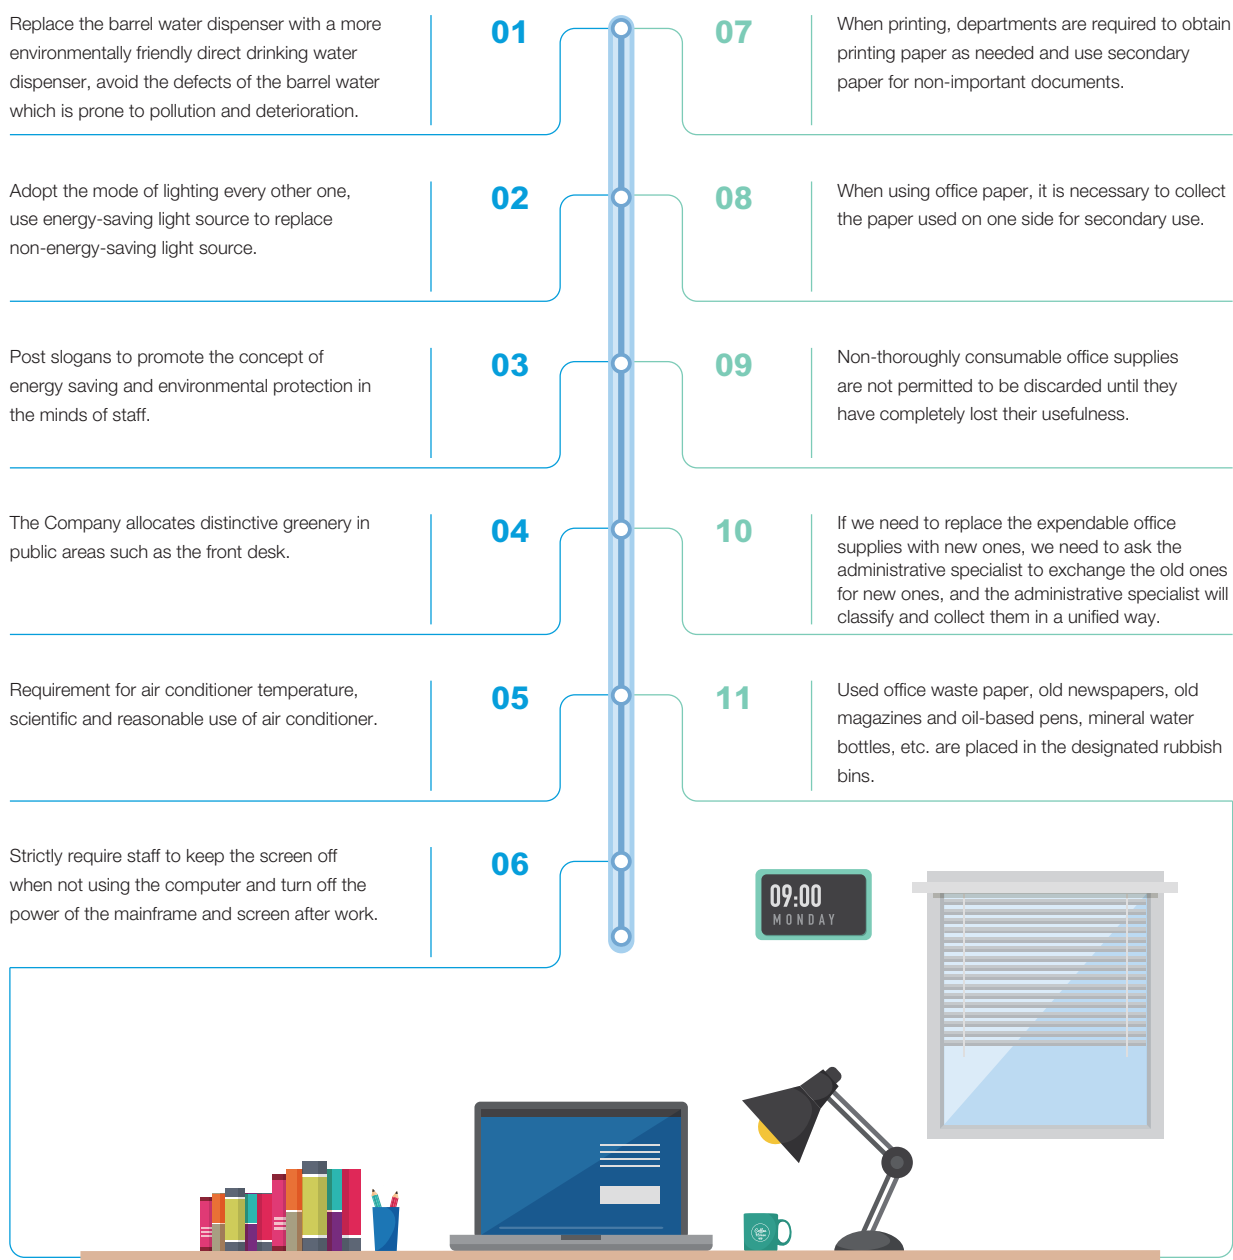 01
Replace the barrel water dispenser with a more
environmentally friendly direct drinking water
dispenser, avoid the defects of the barrel water
which is prone to pollution and deterioration.
02
Adopt the mode of lighting every other one,
use energy-saving light source to replace
non-energy-saving light source.
03
Post slogans to promote the concept of
energy saving and environmental protection in
the minds of staff.
04
The Company allocates distinctive greenery in
public areas such as the front desk.
05
Requirement for air conditioner temperature,
scientific and reasonable use of air conditioner.
06
Strictly require staff to keep the screen off
when not using the computer and turn off the
power of the mainframe and screen after work.
07
When printing, departments are required to obtain
printing paper as needed and use secondary
paper for non-important documents.
08
When using office paper, it is necessary to collect
the paper used on one side for secondary use.
09
Non-thoroughly consumable office supplies
are not permitted to be discarded until they
have completely lost their usefulness.
10
If we need to replace the expendable office
supplies with new ones, we need to ask the
administrative specialist to exchange the old ones
for new ones, and the administrative specialist will
classify and collect them in a unified way.
11
Used office waste paper, old newspapers, old
magazines and oil-based pens, mineral water
bottles, etc. are placed in the designated rubbish
bins.
09:00
MONDAY